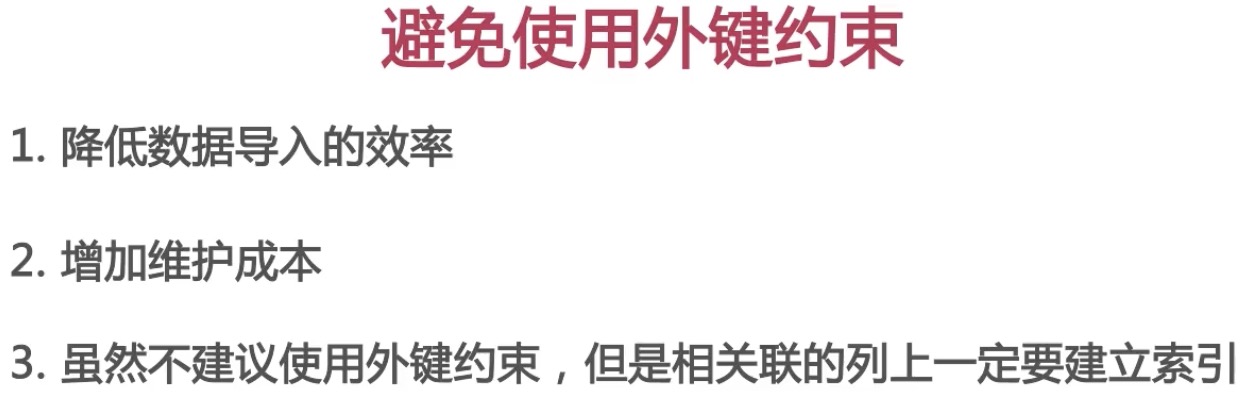 避免使用外键约束
1. 降低数据导入的效率
2. 增加维护成本
3. 虽然不建议使用外键约束，但是相关联的列上一定要建立索引